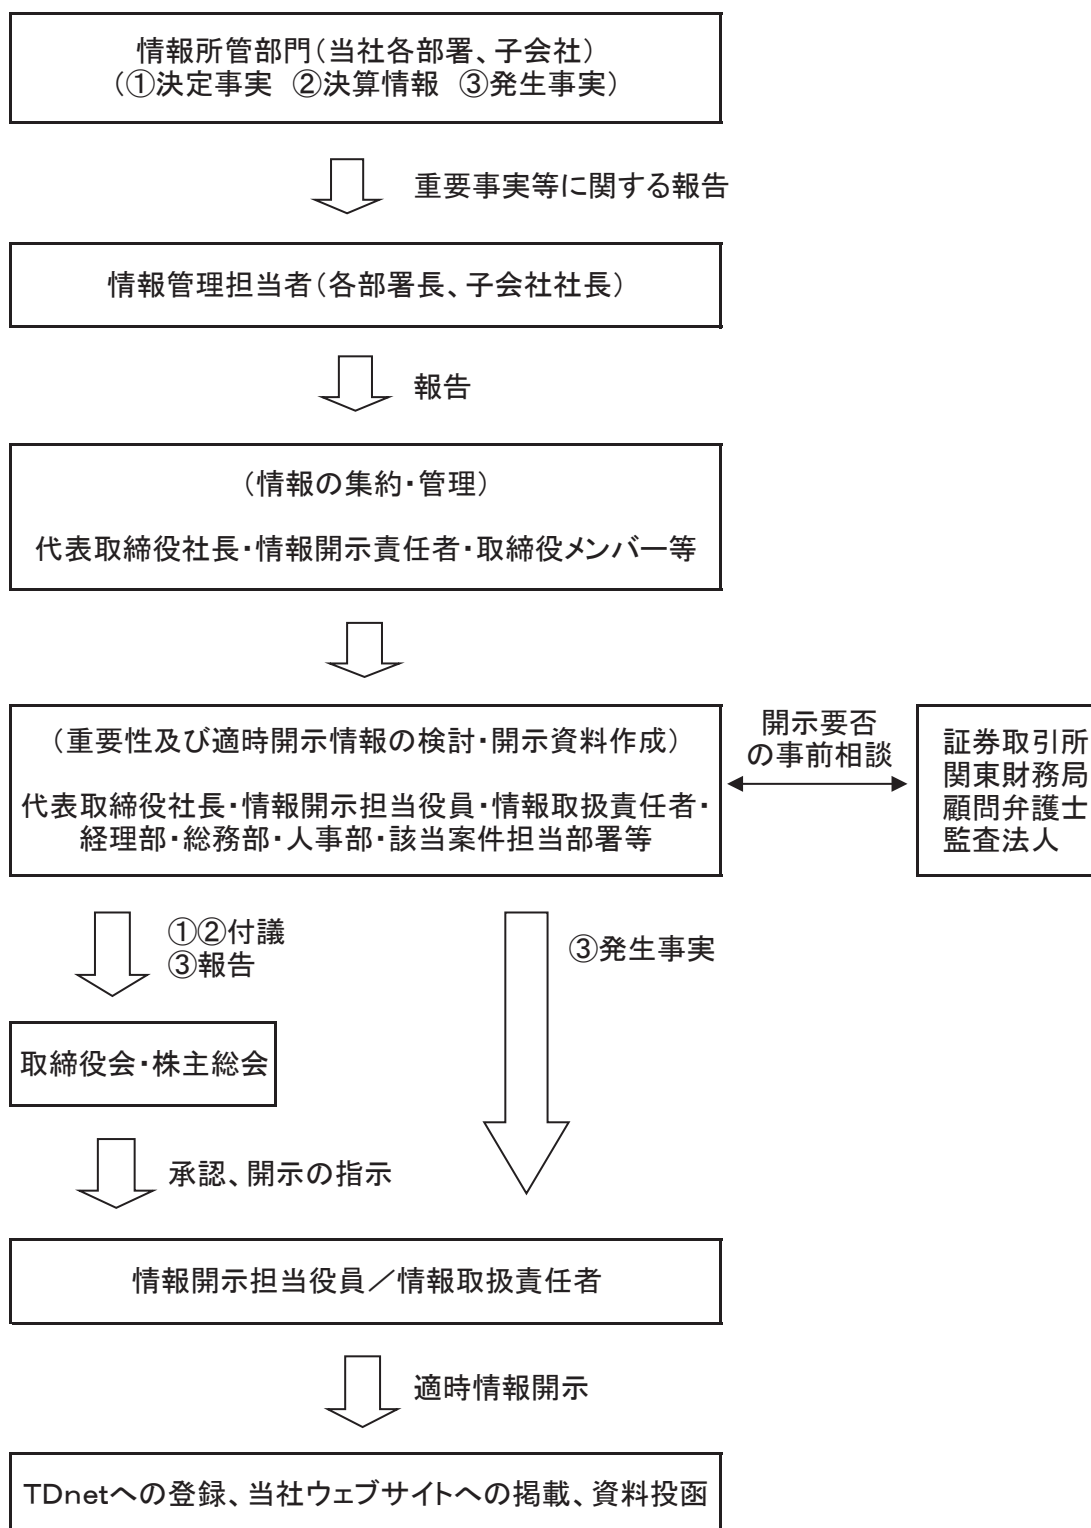 情報所管部門(当社各部署、子会社)
(①決定事実 ②決算情報 ③発生事実)
重要事実等に関する報告
情報管理担当者(各部署長、子会社社長)
報告
(情報の集約・管理)
代表取締役社長・情報開示責任者・取締役メンバー等
(重要性及び適時開示情報の検討・開示資料作成)
代表取締役社長・情報開示担当役員・情報取扱責任者・
経理部・総務部・人事部・該当案件担当部署等
開示要否
の事前相談
証券取引所
関東財務局
顧問弁護士
監査法人
①②付議
③報告
③発生事実
取締役会・株主総会
承認、開示の指示
情報開示担当役員/情報取扱責任者
適時情報開示
TDnetへの登録、当社ウェブサイトへの掲載、資料投函